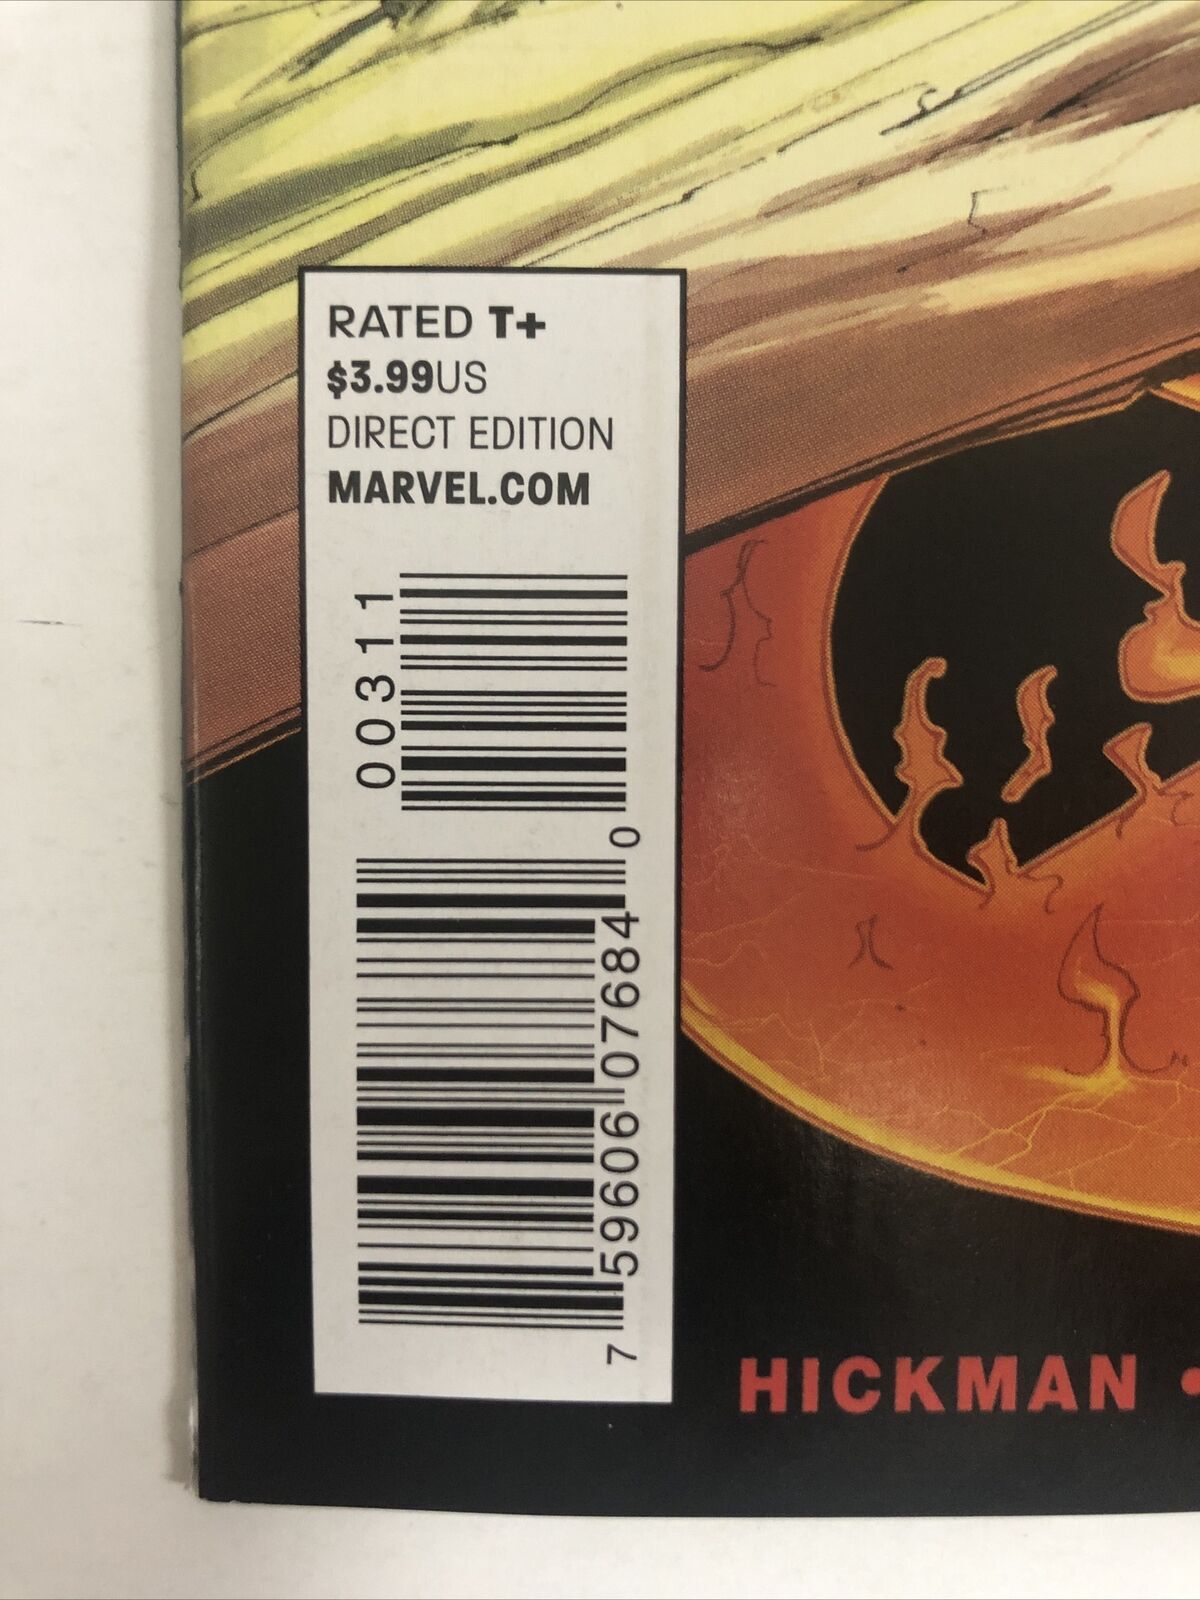 RATED T+
$3.99US
DIRECT EDITION
MARVEL.COM
00311
7 59606 07684 0
HICKMAN •